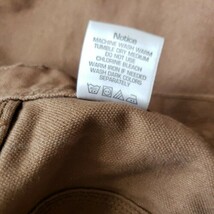 Notice
MACHINE WASH WARM
TUMBLE DRY MEDIUM
DO NOT USE
CHLORINE BLEACH
WARM IRON IF NEEDED
WASH DARK COLORS
SEPARATELY